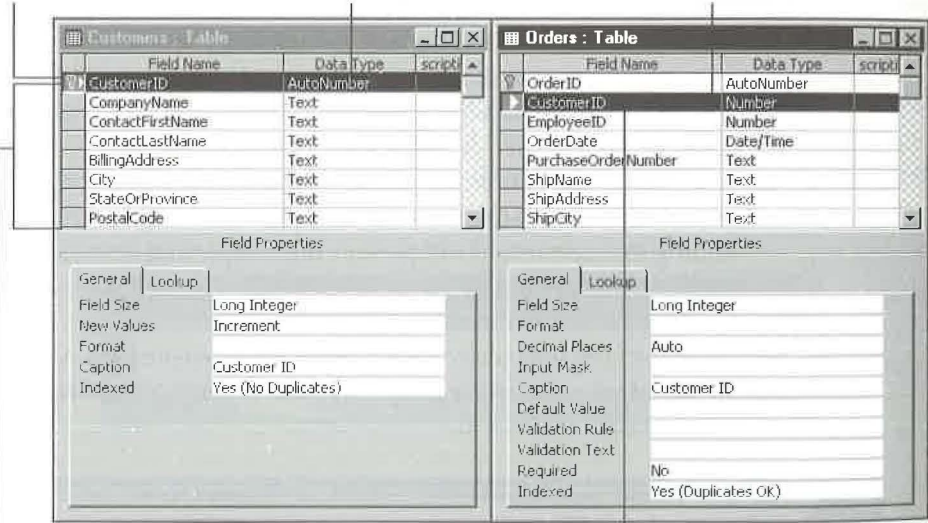 Customers : Table
Field Name Data Type scripti
CustomerID AutoNumber
CompanyName Text
ContactFirstName Text
ContactLastName Text
BillingAddress Text
City Text
StateOrProvince Text
PostalCode Text
Field Properties
General Lookup
Field Size Long Integer
New Values Increment
Format
Caption Customer ID
Indexed Yes (No Duplicates)
Orders : Table
Field Name Data Type scripti
OrderID AutoNumber
CustomerID Number
EmployeeID Number
OrderDate Date/Time
PurchaseOrderNumber Text
ShipName Text
ShipAddress Text
ShipCity Text
Field Properties
General Lookup
Field Size Long Integer
Format
Decimal Places Auto
Input Mask
Caption Customer ID
Default Value
Validation Rule
Validation Text
Required No
Indexed Yes (Duplicates OK)